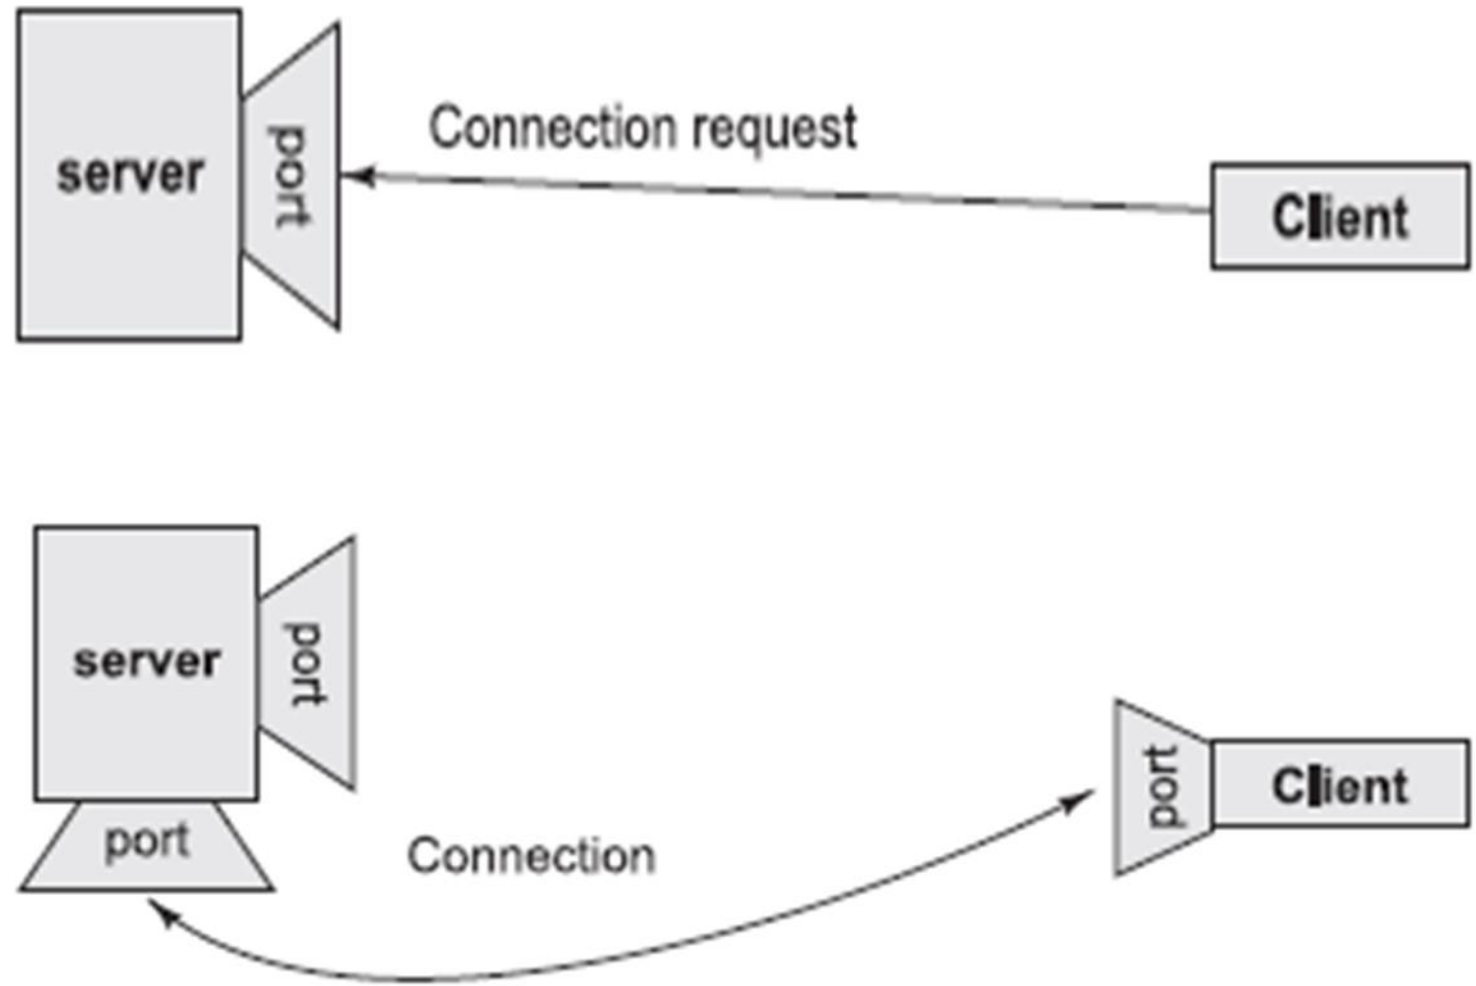 server
port
Connection request
Client
server
port
port
Connection
port
Client